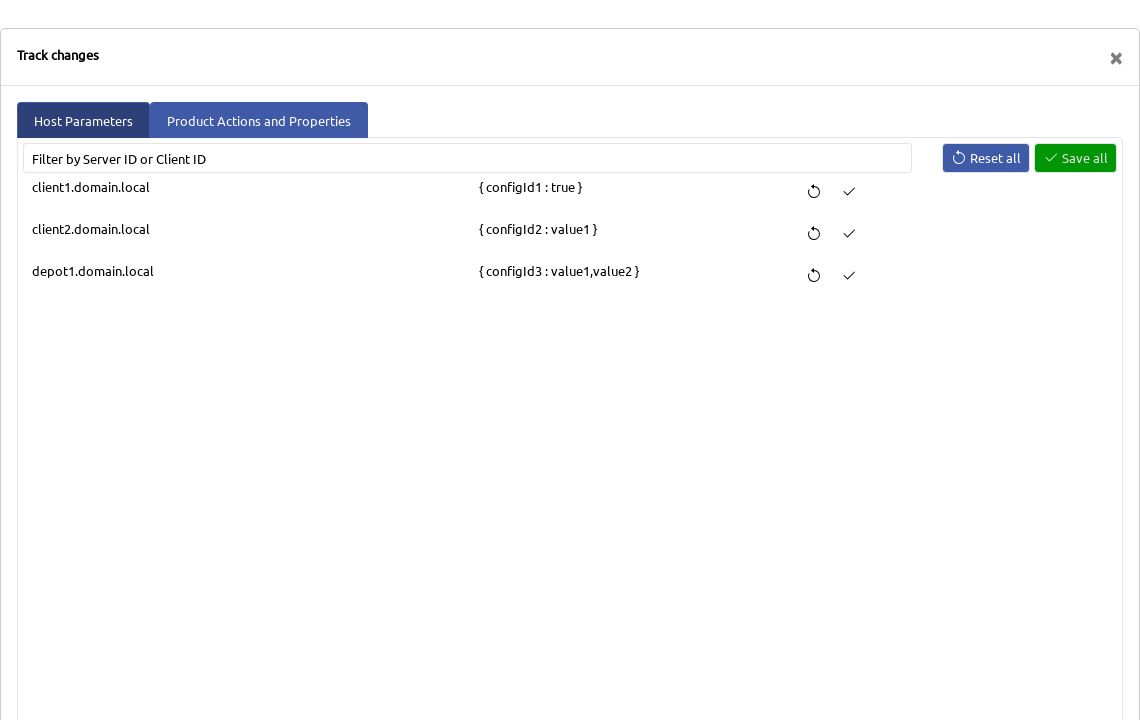 Track changes
Host Parameters Product Actions and Properties
Filter by Server ID or Client ID Reset all Save all
client1.domain.local { configId1 : true }
client2.domain.local { configId2 : value1 }
depot1.domain.local { configId3 : value1,value2 }